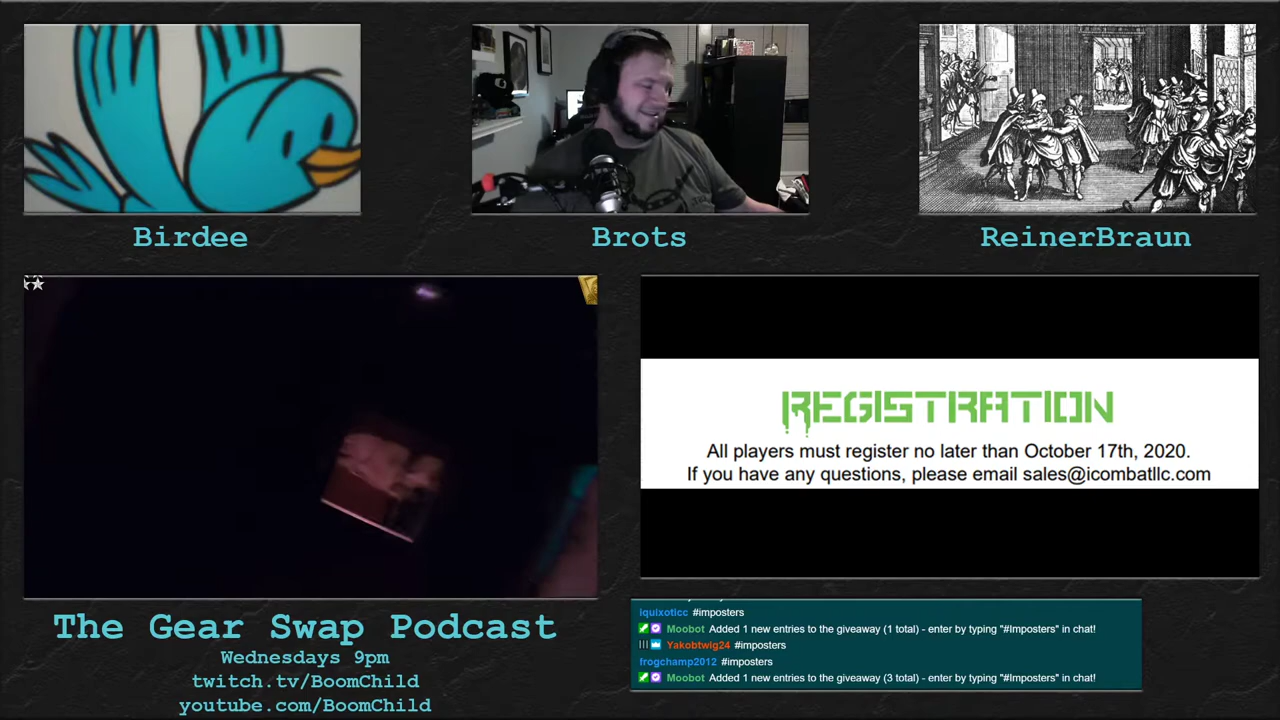 Birdee
Brots
ReinerBraun
REGISTRATION
All players must register no later than October 17th, 2020.
If you have any questions, please email sales@icombatllc.com
The Gear Swap Podcast
Wednesdays 9pm
twitch.tv/BoomChild
youtube.com/BoomChild
iquixoticc #imposters
Moobot Added 1 new entries to the giveaway (1 total) - enter by typing "#Imposters" in chat!
Yakobtwig24 #imposters
frogchamp2012 #imposters
Moobot Added 1 new entries to the giveaway (3 total) - enter by typing "#Imposters" in chat!